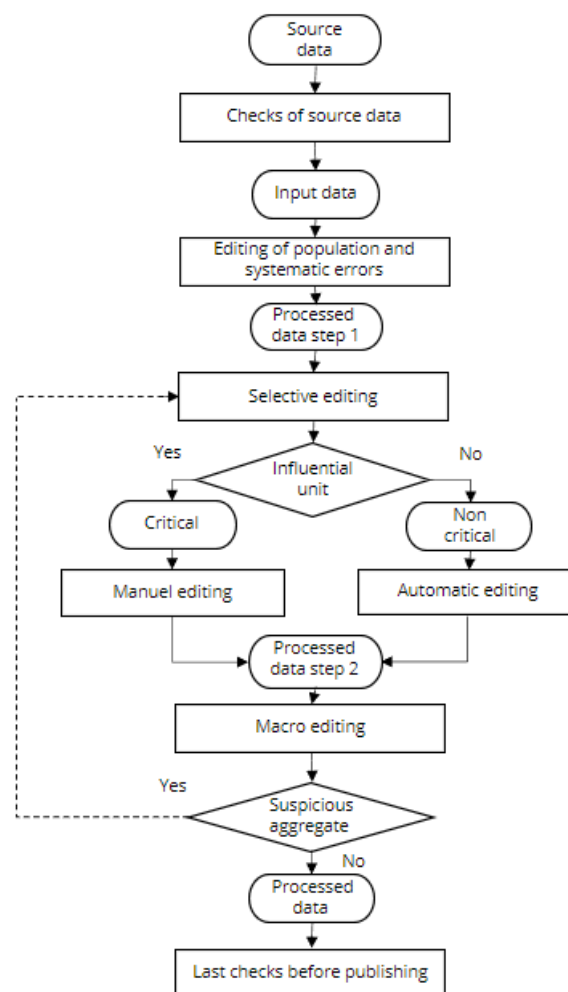 Source
data
Checks of source data
Input data
Editing of population and
systematic errors
Processed
data step 1
Selective editing
Yes
No
Influential
unit
Critical
Non
critical
Manuel editing
Automatic editing
Processed
data step 2
Macro editing
Yes
Suspicious
aggregate
No
Processed
data
Last checks before publishing